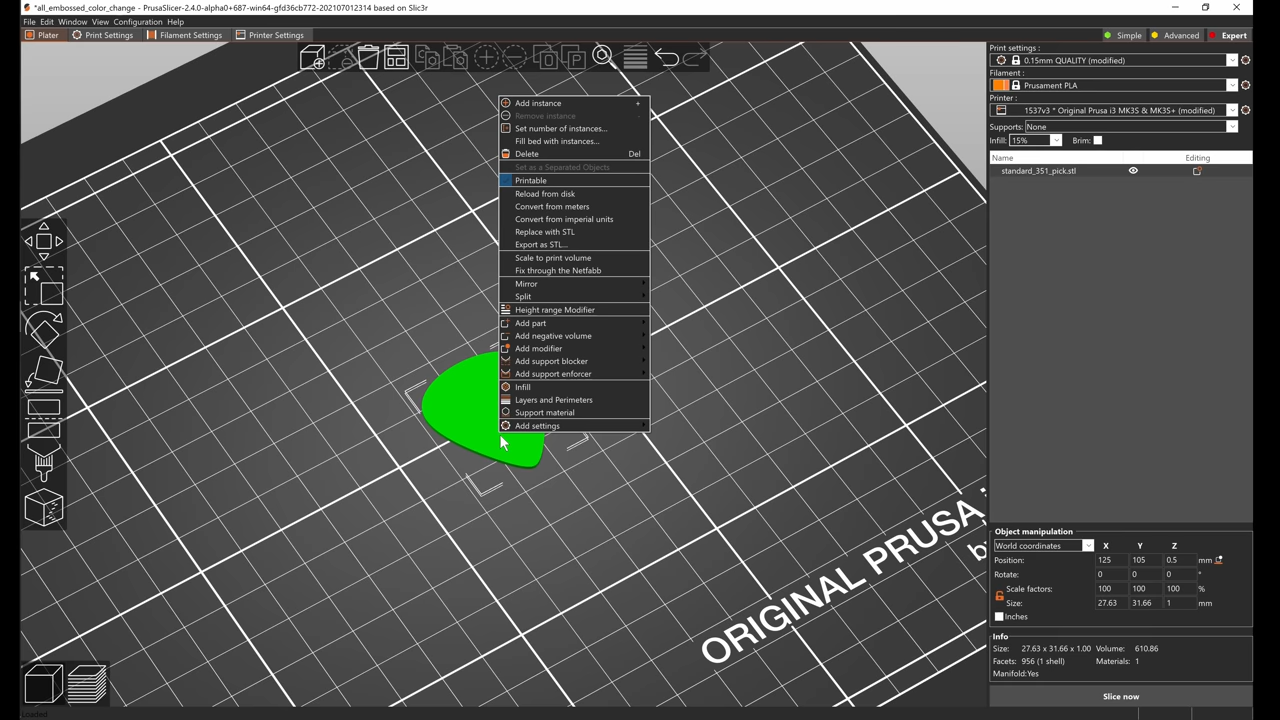 *all_embossed_color_change - PrusaSlicer-2.4.0-alpha0+687-win64-gfd36cb772-202107012314 based on Slic3r
File Edit Window View Configuration Help
Plater Print Settings Filament Settings Printer Settings Simple Advanced Expert
Print settings :
0.15mm QUALITY (modified)
Filament :
Prusament PLA
Printer :
1537v3 * Original Prusa i3 MK3S & MK3S+ (modified)
Supports: None
Infill: 15% Brim:
Name Editing
standard_351_pick.stl
Add instance +
Remove instance -
Set number of instances...
Fill bed with instances...
Delete Del
Set as a Separated Objects
Printable
Reload from disk
Convert from meters
Convert from imperial units
Replace with STL
Export as STL...
Scale to print volume
Fix through the Netfabb
Mirror
Split
Height range Modifier
Add part
Add negative volume
Add modifier
Add support blocker
Add support enforcer
Infill
Layers and Perimeters
Support material
Add settings
ORIGINAL PRUSA i
b
Object manipulation
World coordinates X Y Z
Position: 125 105 0.5 mm
Rotate: 0 0 0 °
Scale factors: 100 100 100 %
Size: 27.63 31.66 1 mm
Inches
Info
Size: 27.63 x 31.66 x 1.00 Volume: 610.86
Facets: 956 (1 shell) Materials: 1
Manifold:Yes
Slice now
Loaded